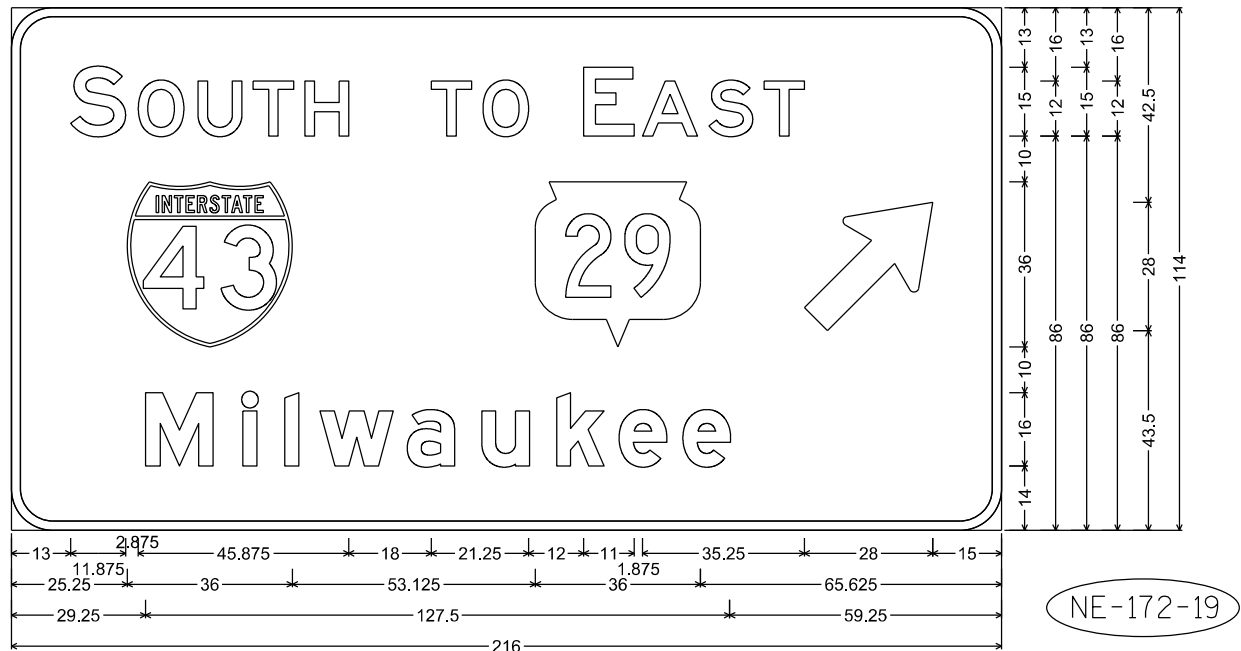 SOUTH TO EAST
INTERSTATE
43
29
Milwaukee
13 2.875 45.875 18 21.25 12 11 35.25 28 15
11.875 1.875
25.25 36 53.125 36 65.625
29.25 127.5 59.25
216
13 15 10 36 10 16 14
16 12 86
13 15 86
16 12 86
42.5 28 43.5
114
NE-172-19